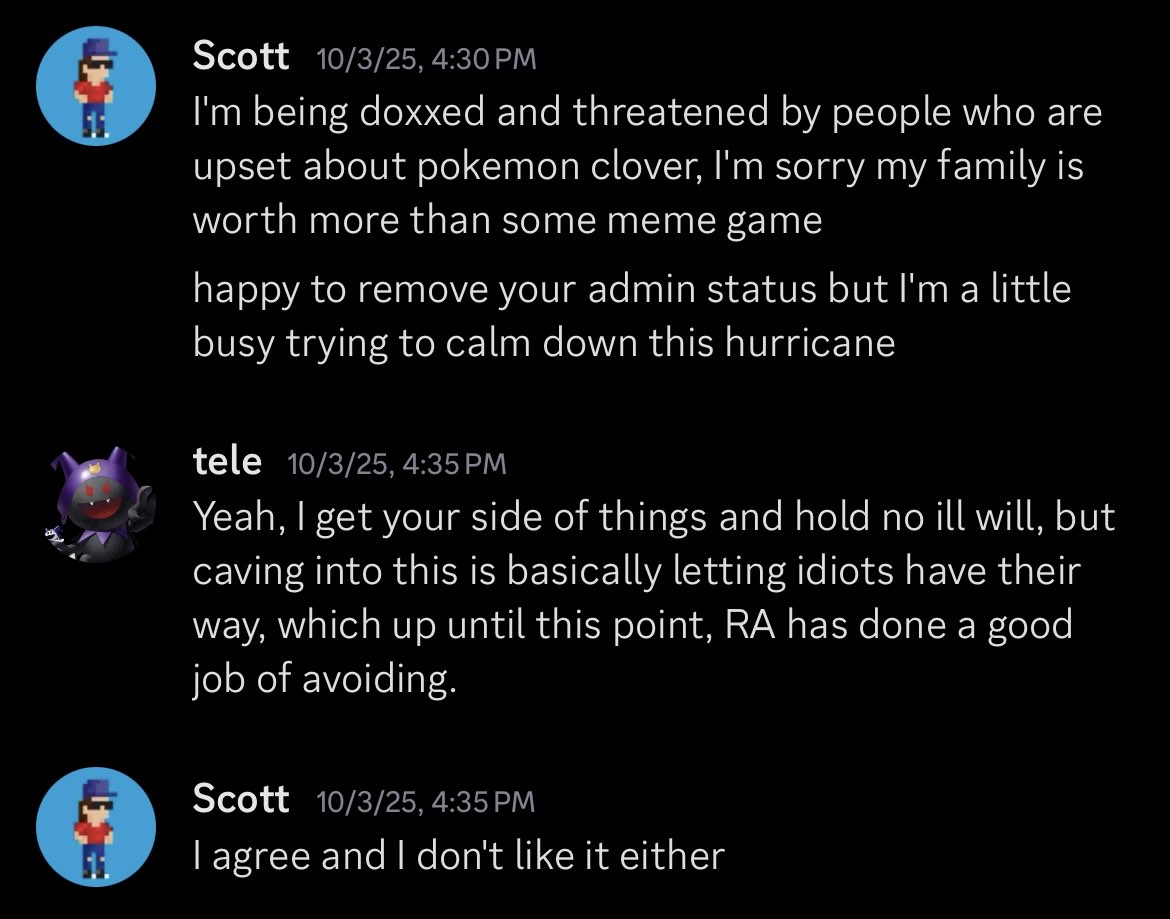 Scott 10/3/25, 4:30 PM
I'm being doxxed and threatened by people who are
upset about pokemon clover, I'm sorry my family is
worth more than some meme game
happy to remove your admin status but I'm a little
busy trying to calm down this hurricane
tele 10/3/25, 4:35 PM
Yeah, I get your side of things and hold no ill will, but
caving into this is basically letting idiots have their
way, which up until this point, RA has done a good
job of avoiding.
Scott 10/3/25, 4:35 PM
I agree and I don't like it either